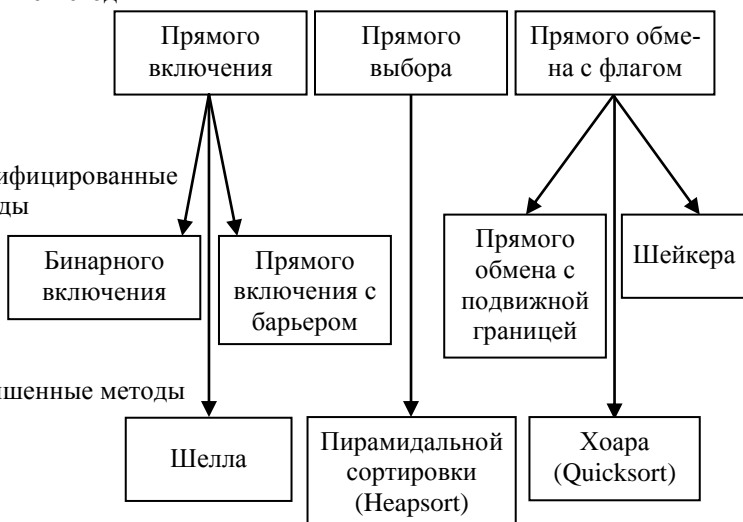 Прямого
включения
Прямого
выбора
Прямого обме-
на с флагом
ифицированные
ды
Бинарного
включения
Прямого
включения с
барьером
Прямого
обмена с
подвижной
границей
Шейкера
шенные методы
Шелла
Пирамидальной
сортировки
(Heapsort)
Хоара
(Quicksort)